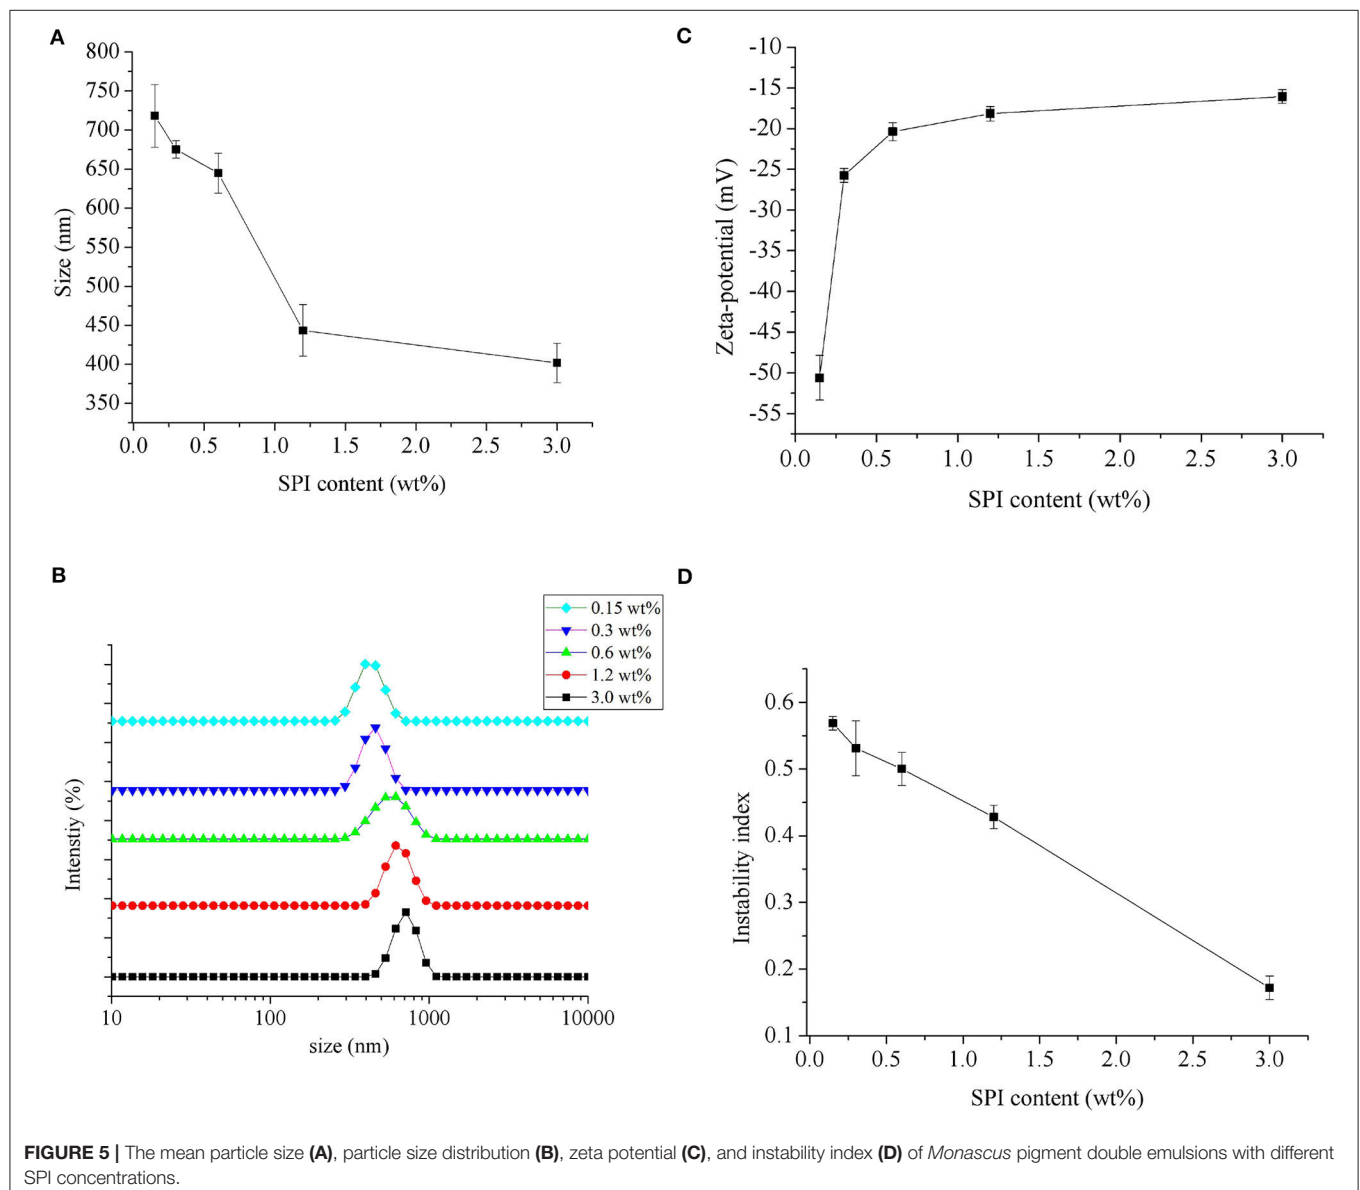 A
800
750
700
650
600
550
500
450
400
350
Size (nm)
0.0 0.5 1.0 1.5 2.0 2.5 3.0
SPI content (wt%)
C
-10
-15
-20
-25
-30
-35
-40
-45
-50
-55
Zeta-potential (mV)
0.0 0.5 1.0 1.5 2.0 2.5 3.0
SPI content (wt%)
B
0.15 wt%
0.3 wt%
0.6 wt%
1.2 wt%
3.0 wt%
Intenstiy (%)
10 100 1000 10000
size (nm)
D
0.6
0.5
0.4
0.3
0.2
0.1
Instability index
0.0 0.5 1.0 1.5 2.0 2.5 3.0
SPI content (wt%)
FIGURE 5 | The mean particle size (A), particle size distribution (B), zeta potential (C), and instability index (D) of Monascus pigment double emulsions with different
SPI concentrations.